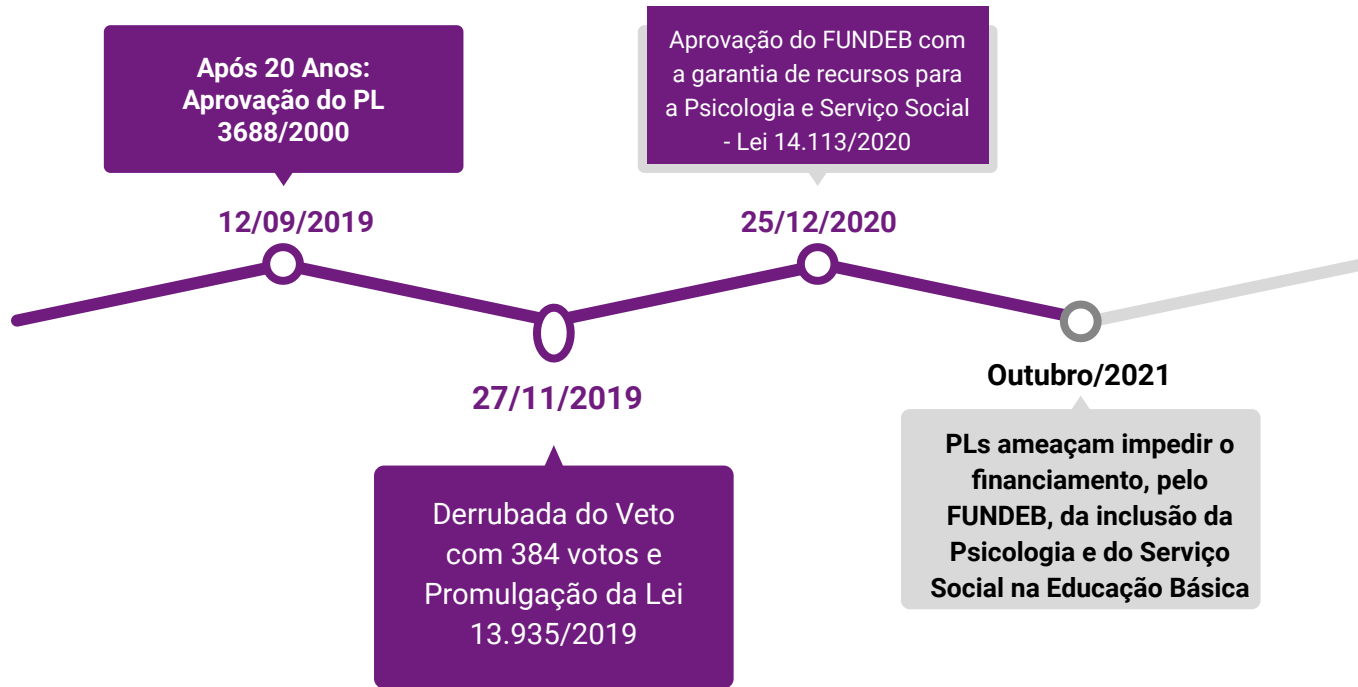 Após 20 Anos:
Aprovação do PL
3688/2000
12/09/2019
27/11/2019
Derrubada do Veto
com 384 votos e
Promulgação da Lei
13.935/2019
Aprovação do FUNDEB com
a garantia de recursos para
a Psicologia e Serviço Social
- Lei 14.113/2020
25/12/2020
Outubro/2021
PLs ameaçam impedir o
financiamento, pelo
FUNDEB, da inclusão da
Psicologia e do Serviço
Social na Educação Básica